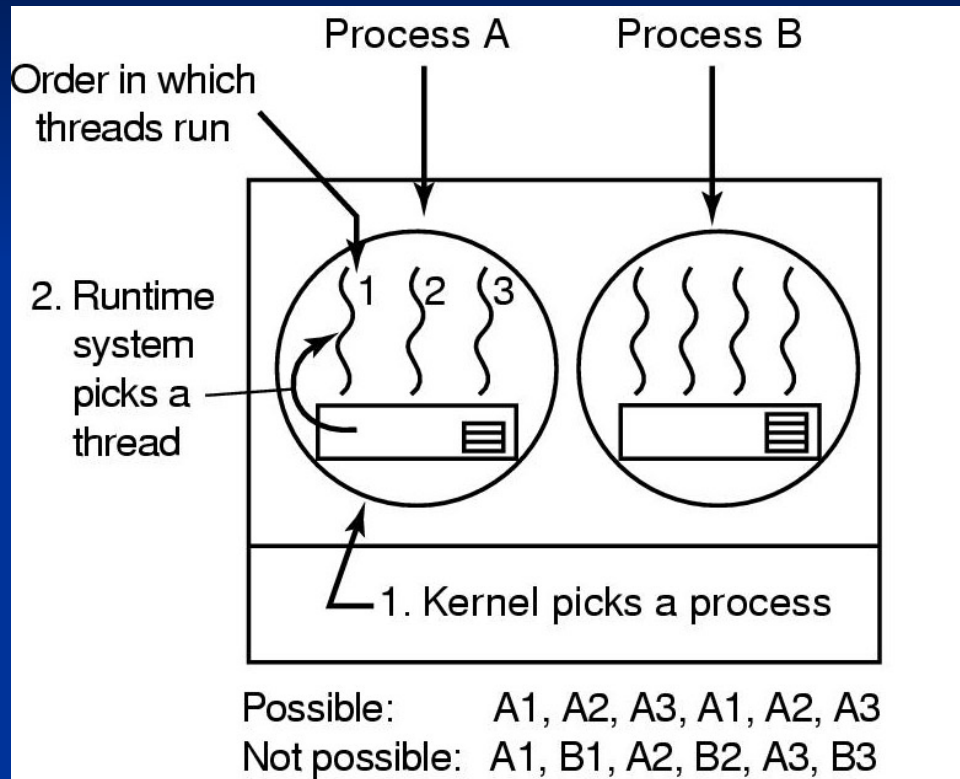 Process A
Process B
Order in which
threads run
1
2
3
2. Runtime
system
picks a
thread
1. Kernel picks a process
Possible: A1, A2, A3, A1, A2, A3
Not possible: A1, B1, A2, B2, A3, B3